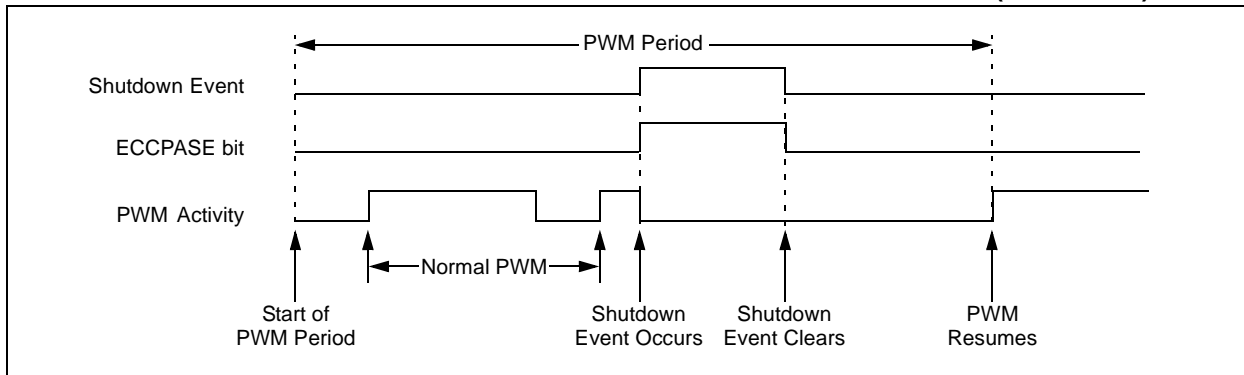 PWM Period
Shutdown Event
ECCPASE bit
PWM Activity
Normal PWM
Start of
PWM Period
Shutdown
Event Occurs
Shutdown
Event Clears
PWM
Resumes